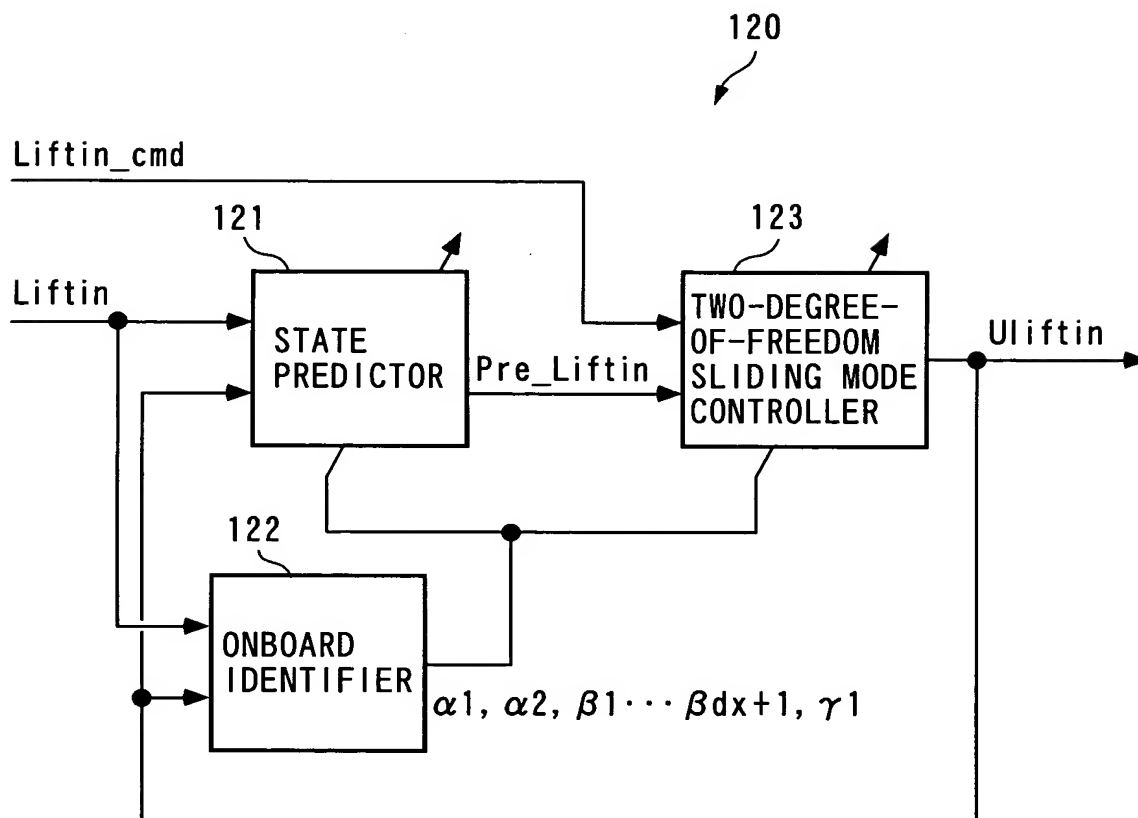 120
Liftin_cmd
121
123
Liftin
STATE
PREDICTOR
Pre_Liftin
TWO-DEGREE-
OF-FREEDOM
SLIDING MODE
CONTROLLER
Uliftin
122
ONBOARD
IDENTIFIER
α1, α2, β1··· βdx+1, γ1